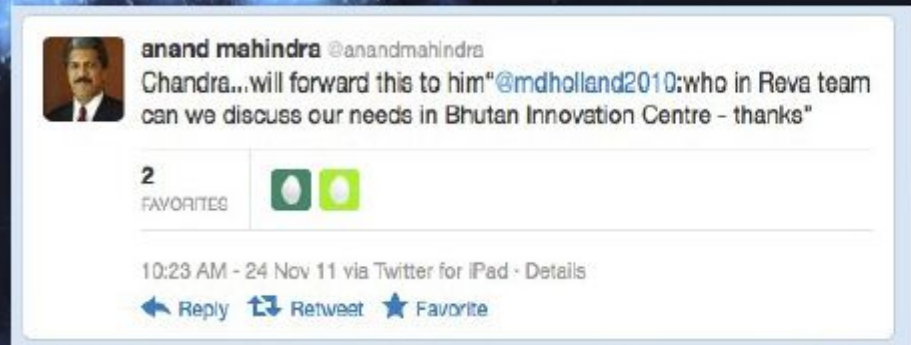 anand mahindra @anandmahindra
Chandra...will forward this to him"@mdholland2010:who in Reva team
can we discuss our needs in Bhutan Innovation Centre - thanks"
2
FAVORITES
10:23 AM - 24 Nov 11 via Twitter for iPad · Details
Reply Retweet Favorite